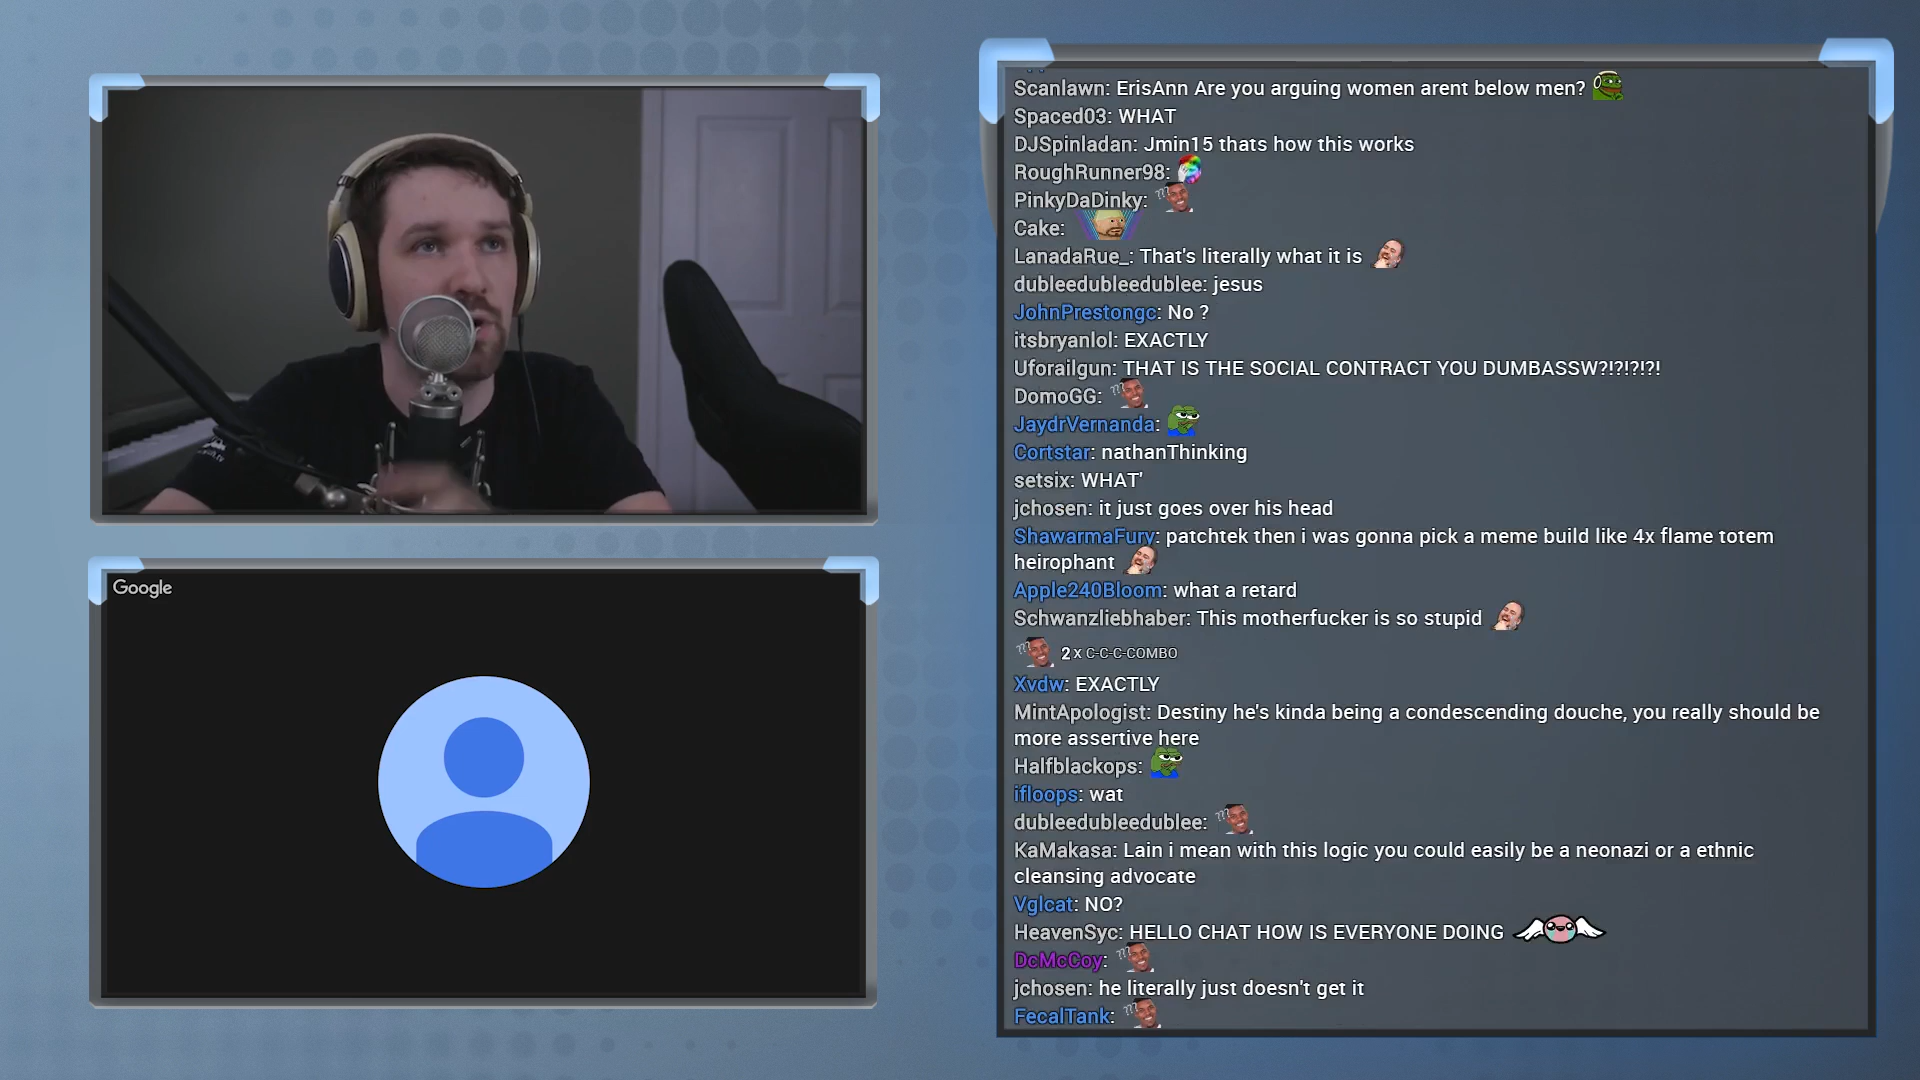 Google
Scanlawn: ErisAnn Are you arguing women arent below men?
Spaced03: WHAT
DJSpinladan: Jmin15 thats how this works
RoughRunner98:
PinkyDaDinky:
Cake:
LanadaRue_: That's literally what it is
dubleedubleedublee: jesus
JohnPrestongc: No ?
itsbryanlol: EXACTLY
Uforailgun: THAT IS THE SOCIAL CONTRACT YOU DUMBASSW?!?!?!?!
DomoGG:
JaydrVernanda:
Cortstar: nathanThinking
setsix: WHAT'
jchosen: it just goes over his head
ShawarmaFury: patchtek then i was gonna pick a meme build like 4x flame totem
heirophant
Apple240Bloom: what a retard
Schwanzliebhaber: This motherfucker is so stupid
2 x C-C-C-COMBO
Xvdw: EXACTLY
MintApologist: Destiny he's kinda being a condescending douche, you really should be
more assertive here
Halfblackops:
ifloops: wat
dubleedubleedublee:
KaMakasa: Lain i mean with this logic you could easily be a neonazi or a ethnic
cleansing advocate
Vglcat: NO?
HeavenSyc: HELLO CHAT HOW IS EVERYONE DOING
DcMcCoy:
jchosen: he literally just doesn't get it
FecalTank: